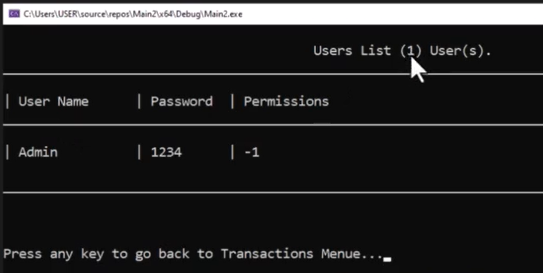 C:\Users\USER\source\repos\Main2\x64\Debug\Main2.exe
Users List (1) User(s).
| User Name | Password | Permissions
| Admin | 1234 | -1
Press any key to go back to Transactions Menue...